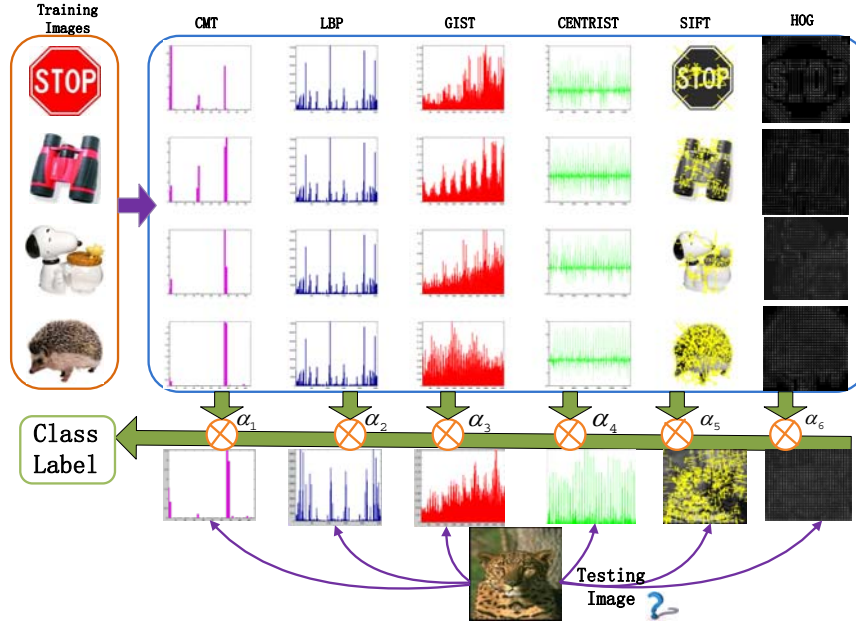 Training
Images
CMT
LBP
GIST
CENTRIST
SIFT
HOG
STOP
STOP
STOP
α1
α2
α3
α4
α5
α6
Class
Label
Testing
Image
?